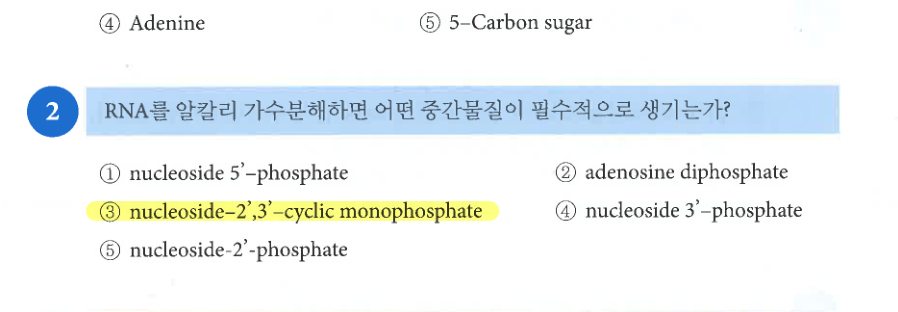 ④ Adenine ⑤ 5–Carbon sugar
2 RNA를 알칼리 가수분해하면 어떤 중간물질이 필수적으로 생기는가?
① nucleoside 5’–phosphate ② adenosine diphosphate
③ nucleoside–2’,3’–cyclic monophosphate ④ nucleoside 3’–phosphate
⑤ nucleoside-2’-phosphate